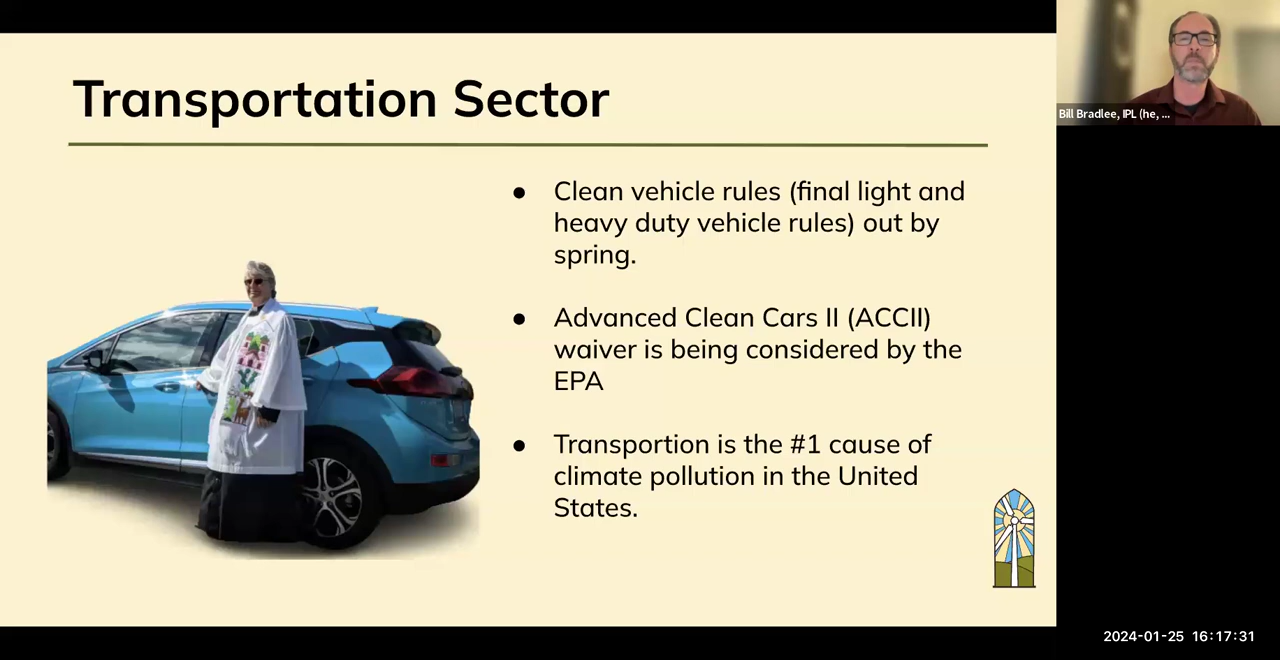 Transportation Sector
● Clean vehicle rules (final light and
heavy duty vehicle rules) out by
spring.
● Advanced Clean Cars II (ACCII)
waiver is being considered by the
EPA
● Transportion is the #1 cause of
climate pollution in the United
States.
Bill Bradlee, IPL (he, ...
2024-01-25 16:17:31